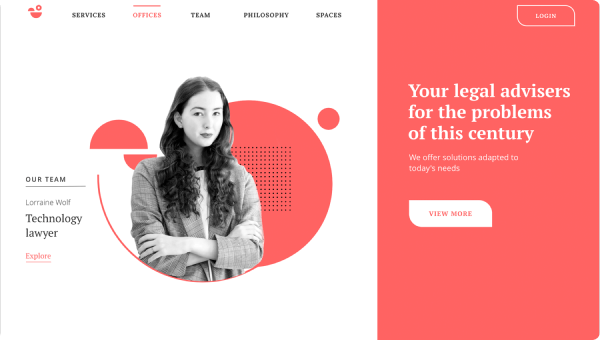 SERVICES OFFICES TEAM PHILOSOPHY SPACES LOGIN
Your legal advisers
for the problems
of this century
We offer solutions adapted to
today's needs
VIEW MORE
OUR TEAM
Lorraine Wolf
Technology
lawyer
Explore